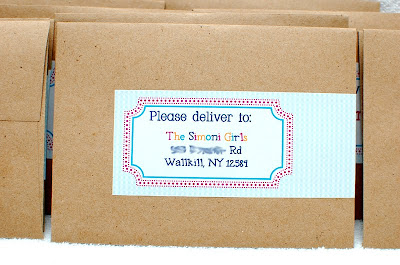 Please deliver to:
The Simoni Girls
Rd
Wallkill, NY 12589